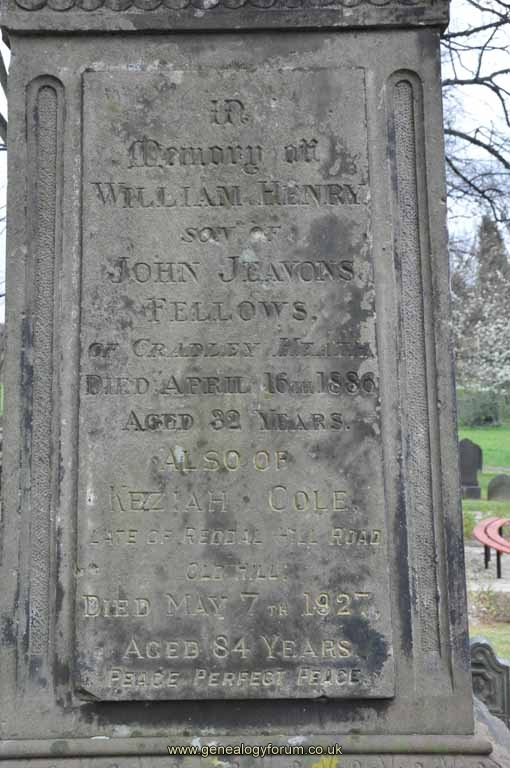 In
Memory of
WILLIAM HENRY,
SON OF
JOHN JEAVONS
FELLOWS,
OF CRADLEY HEATH,
DIED APRIL 16TH 1886
AGED 32 YEARS.
ALSO OF
KEZIAH COLE,
LATE OF REDDAL HILL ROAD
OLD HILL,
DIED MAY 7TH 1927,
AGED 84 YEARS.
PEACE PERFECT PEACE.
www.genealogyforum.co.uk